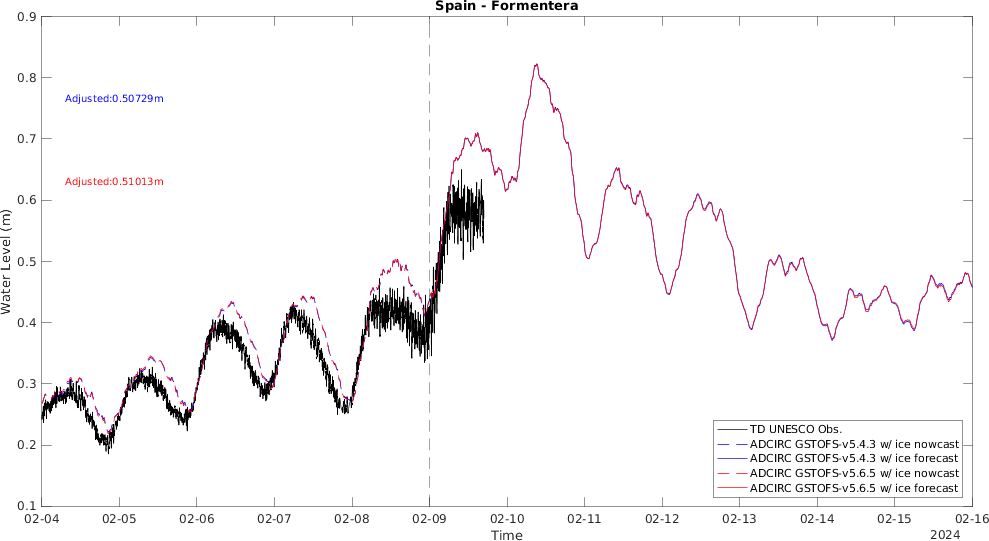 Spain - Formentera
0.9
0.8
0.7
0.6
0.5
0.4
0.3
0.2
0.1
Water Level (m)
Adjusted:0.50729m
Adjusted:0.51013m
TD UNESCO Obs.
ADCIRC GSTOFS-v5.4.3 w/ ice nowcast
ADCIRC GSTOFS-v5.4.3 w/ ice forecast
ADCIRC GSTOFS-v5.6.5 w/ ice nowcast
ADCIRC GSTOFS-v5.6.5 w/ ice forecast
02-04 02-05 02-06 02-07 02-08 02-09 02-10 02-11 02-12 02-13 02-14 02-15 02-16
Time
2024